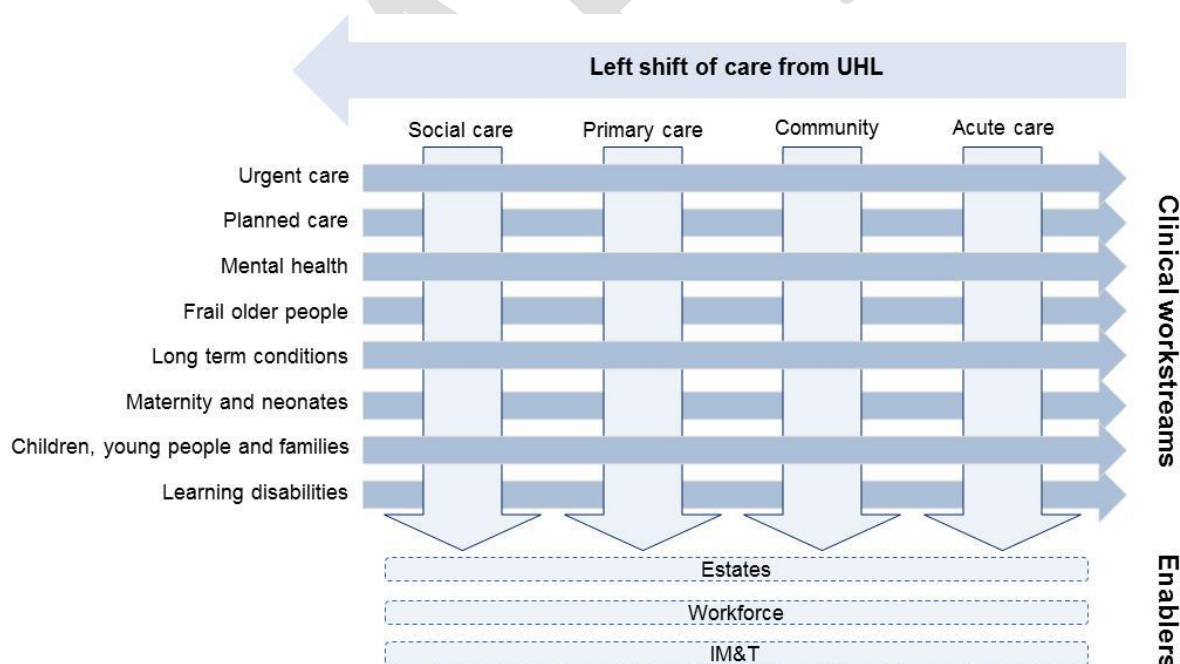 Left shift of care from UHL
Social care
Primary care
Community
Acute care
Urgent care
Planned care
Mental health
Frail older people
Long term conditions
Maternity and neonates
Children, young people and families
Learning disabilities
Clinical workstreams
Estates
Workforce
IM&T
Enablers